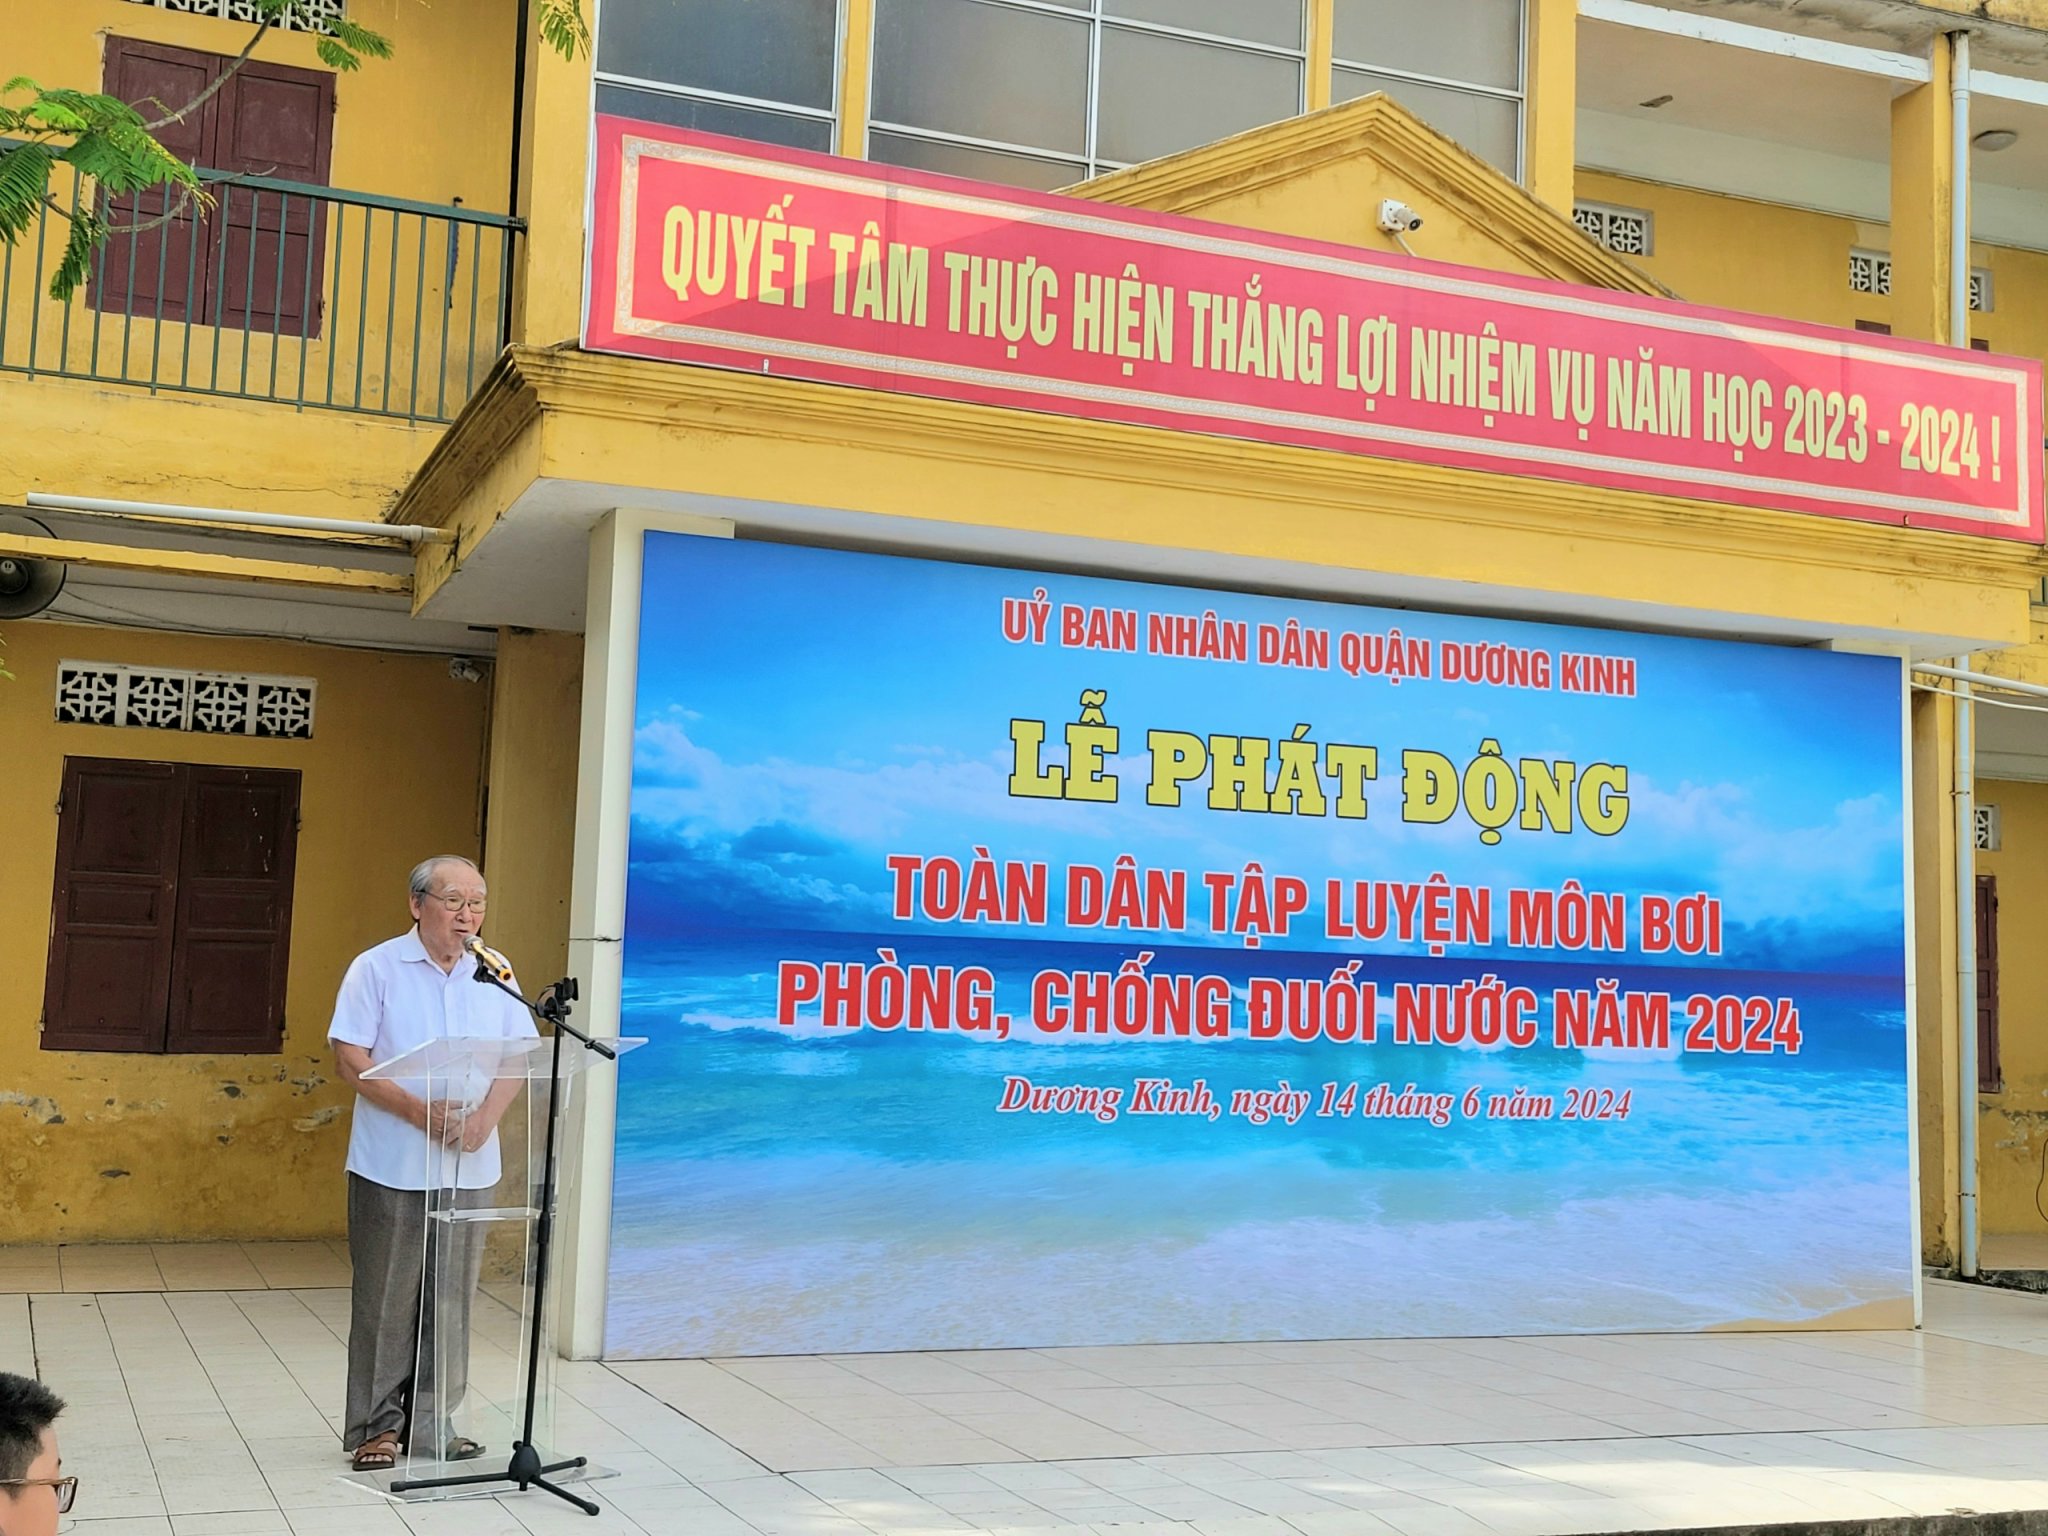 QUYẾT TÂM THỰC HIỆN THẮNG LỢI NHIỆM VỤ NĂM HỌC 2023 - 2024 !
UỶ BAN NHÂN DÂN QUẬN DƯƠNG KINH
LỄ PHÁT ĐỘNG
TOÀN DÂN TẬP LUYỆN MÔN BƠI
PHÒNG, CHỐNG ĐUỐI NƯỚC NĂM 2024
Dương Kinh, ngày 14 tháng 6 năm 2024